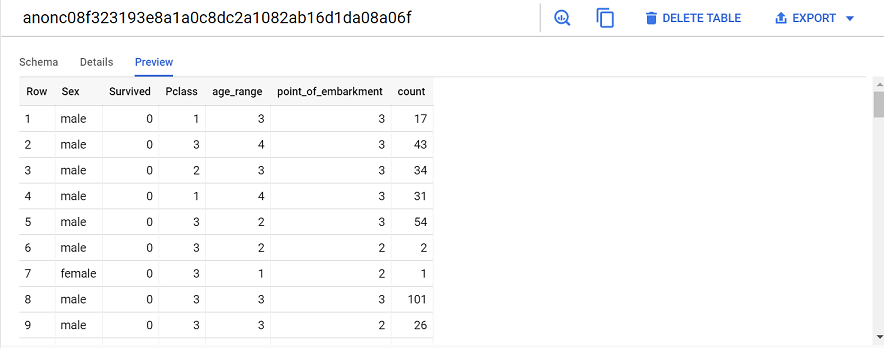 anonc08f323193e8a1a0c8dc2a1082ab16d1da08a06f DELETE TABLE EXPORT
Schema Details Preview
Row Sex Survived Pclass age_range point_of_embarkment count
1 male 0 1 3 3 17
2 male 0 3 4 3 43
3 male 0 2 3 3 34
4 male 0 1 4 3 31
5 male 0 3 2 3 54
6 male 0 3 2 2 2
7 female 0 3 1 2 1
8 male 0 3 3 3 101
9 male 0 3 3 2 26